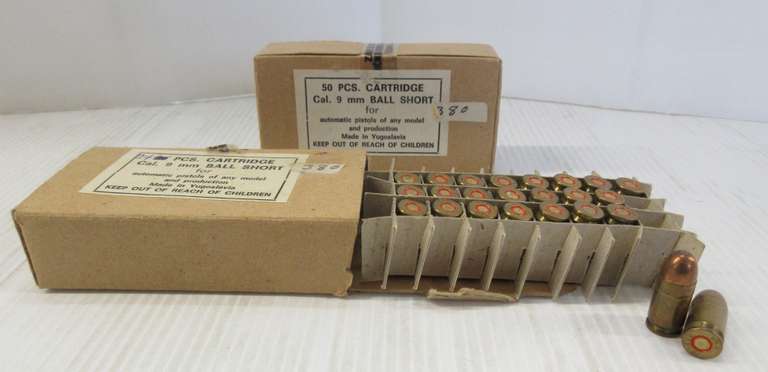 50 PCS. CARTRIDGE
Cal. 9 mm BALL SHORT
for
automatic pistols of any model
and production
Made in Yugoslavia
KEEP OUT OF REACH OF CHILDREN
380
PCS. CARTRIDGE
Cal. 9 mm BALL SHORT
for
automatic pistols of any model
and production
Made in Yugoslavia
KEEP OUT OF REACH OF CHILDREN
380